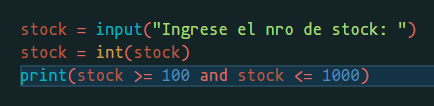 stock = input("Ingrese el nro de stock: ")
stock = int(stock)
print(stock >= 100 and stock <= 1000)